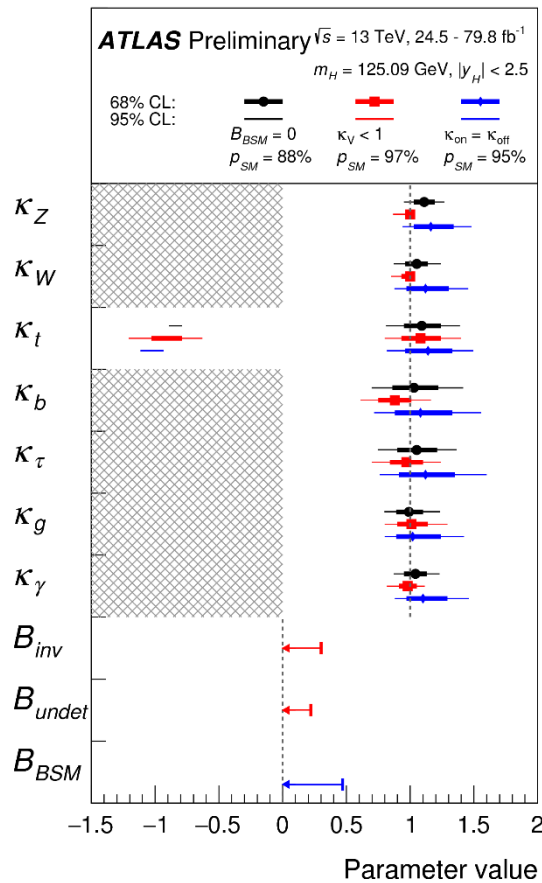 ATLAS Preliminary √s = 13 TeV, 24.5 - 79.8 fb⁻¹
m_H = 125.09 GeV, |y_H| < 2.5
68% CL:
95% CL:
B_BSM = 0 κ_V < 1 κ_on = κ_off
p_SM = 88% p_SM = 97% p_SM = 95%
κ_Z
κ_W
κ_t
κ_b
κ_τ
κ_g
κ_γ
B_inv
B_undet
B_BSM
−1.5 −1 −0.5 0 0.5 1 1.5 2
Parameter value